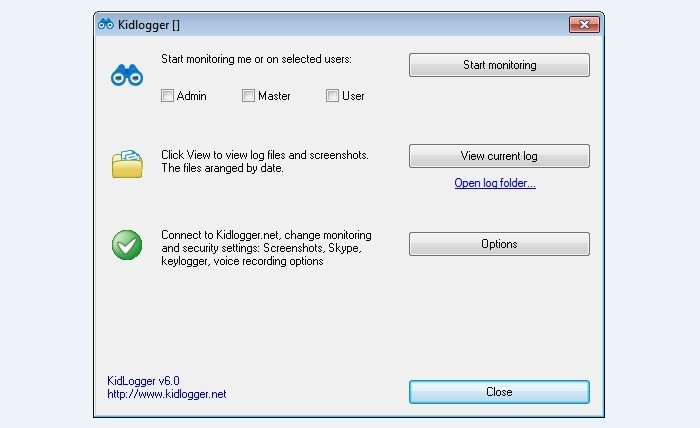 Kidlogger []
Start monitoring me or on selected users:
Start monitoring
Admin
Master
User
Click View to view log files and screenshots.
The files aranged by date.
View current log
Open log folder...
Connect to Kidlogger.net, change monitoring
and security settings: Screenshots, Skype,
keylogger, voice recording options
Options
KidLogger v6.0
http://www.kidlogger.net
Close